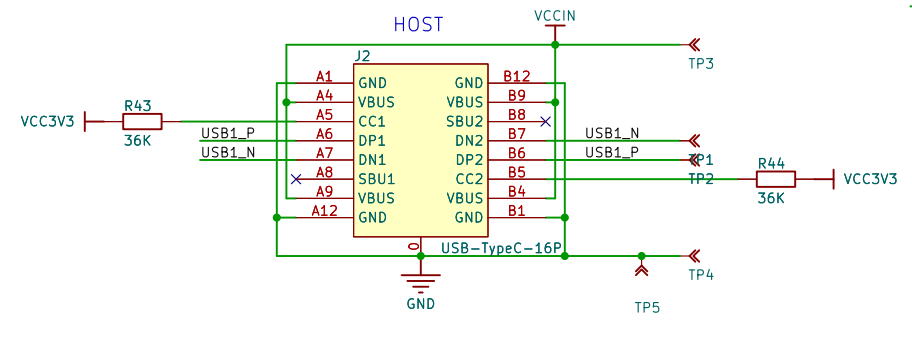 HOST
VCCIN
J2
TP3
A1 GND GND B12
A4 VBUS VBUS B9
R43 A5 CC1 SBU2 B8
VCC3V3
36K USB1_P A6 DP1 DN2 B7 USB1_N
USB1_N A7 DN1 DP2 B6 USB1_P TP1
R44
A8 SBU1 CC2 B5 TP2 VCC3V3
36K
A9 VBUS VBUS B4
A12 GND GND B1
0 USB-TypeC-16P
TP4
GND TP5